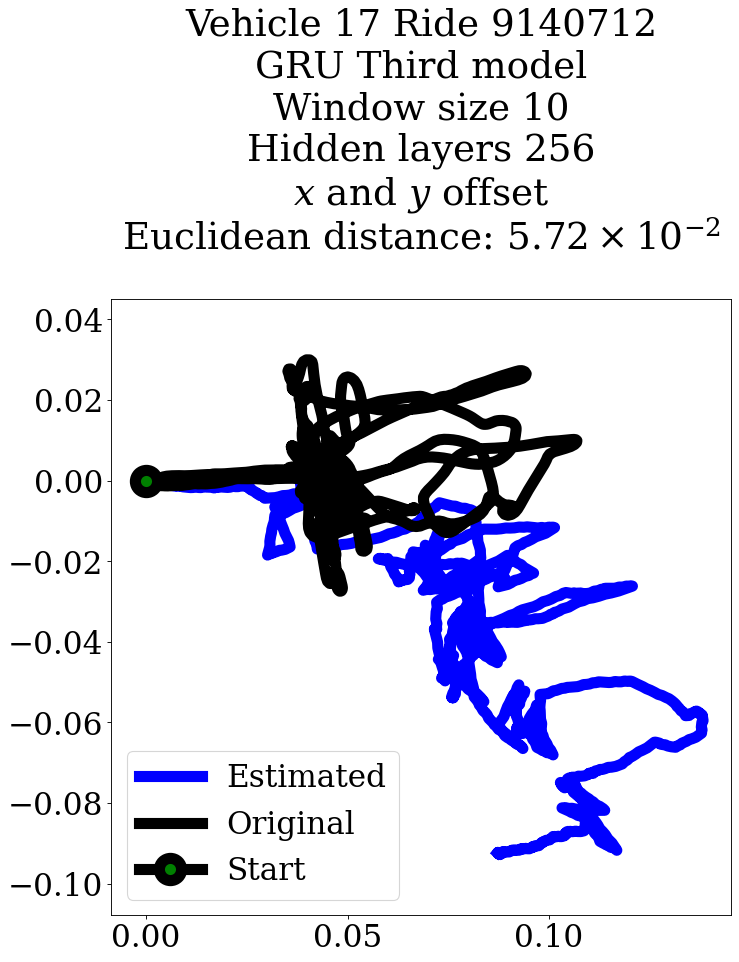 Vehicle 17 Ride 9140712
GRU Third model
Window size 10
Hidden layers 256
x and y offset
Euclidean distance: 5.72 × 10⁻²
0.04
0.02
0.00
−0.02
−0.04
−0.06
−0.08
−0.10
Estimated
Original
Start
0.00 0.05 0.10